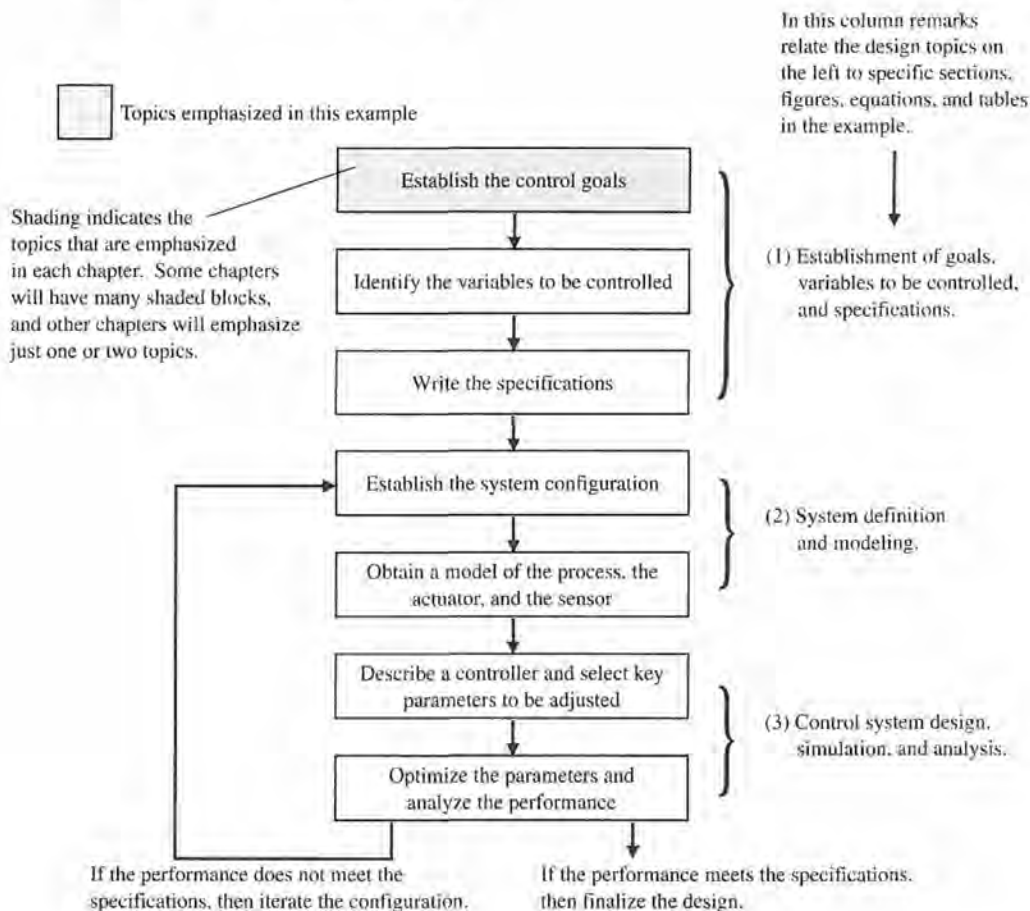 In this column remarks
relate the design topics on
the left to specific sections,
figures, equations, and tables
in the example.
Topics emphasized in this example
Establish the control goals
Shading indicates the
topics that are emphasized
in each chapter. Some chapters
will have many shaded blocks,
and other chapters will emphasize
just one or two topics.
(1) Establishment of goals,
variables to be controlled,
and specifications.
Identify the variables to be controlled
Write the specifications
Establish the system configuration
(2) System definition
and modeling.
Obtain a model of the process, the
actuator, and the sensor
Describe a controller and select key
parameters to be adjusted
(3) Control system design,
simulation, and analysis.
Optimize the parameters and
analyze the performance
If the performance does not meet the
specifications, then iterate the configuration.
If the performance meets the specifications,
then finalize the design.